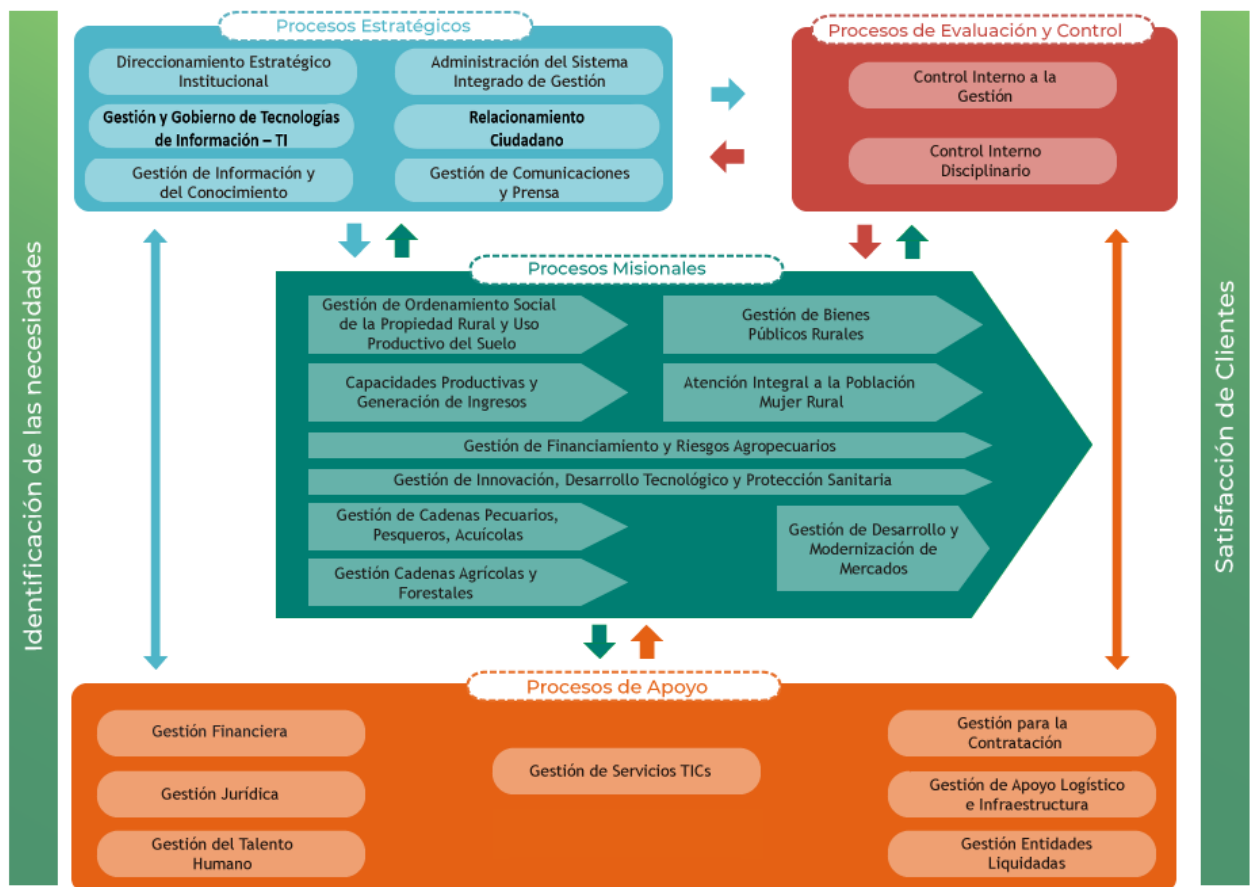 Identificación de las necesidades
Procesos Estratégicos
Direccionamiento Estratégico
Institucional
Administración del Sistema
Integrado de Gestión
Gestión y Gobierno de Tecnologías
de Información – TI
Relacionamiento
Ciudadano
Gestión de Información y
del Conocimiento
Gestión de Comunicaciones
y Prensa
Procesos de Evaluación y Control
Control Interno a la
Gestión
Control Interno
Disciplinario
Procesos Misionales
Gestión de Ordenamiento Social
de la Propiedad Rural y Uso
Productivo del Suelo
Gestión de Bienes
Públicos Rurales
Capacidades Productivas y
Generación de Ingresos
Atención Integral a la Población
Mujer Rural
Gestión de Financiamiento y Riesgos Agropecuarios
Gestión de Innovación, Desarrollo Tecnológico y Protección Sanitaria
Gestión de Cadenas Pecuarios,
Pesqueros, Acuícolas
Gestión Cadenas Agrícolas y
Forestales
Gestión de Desarrollo y
Modernización de
Mercados
Procesos de Apoyo
Gestión Financiera
Gestión Jurídica
Gestión del Talento
Humano
Gestión de Servicios TICs
Gestión para la
Contratación
Gestión de Apoyo Logístico
e Infraestructura
Gestión Entidades
Liquidadas
Satisfacción de Clientes